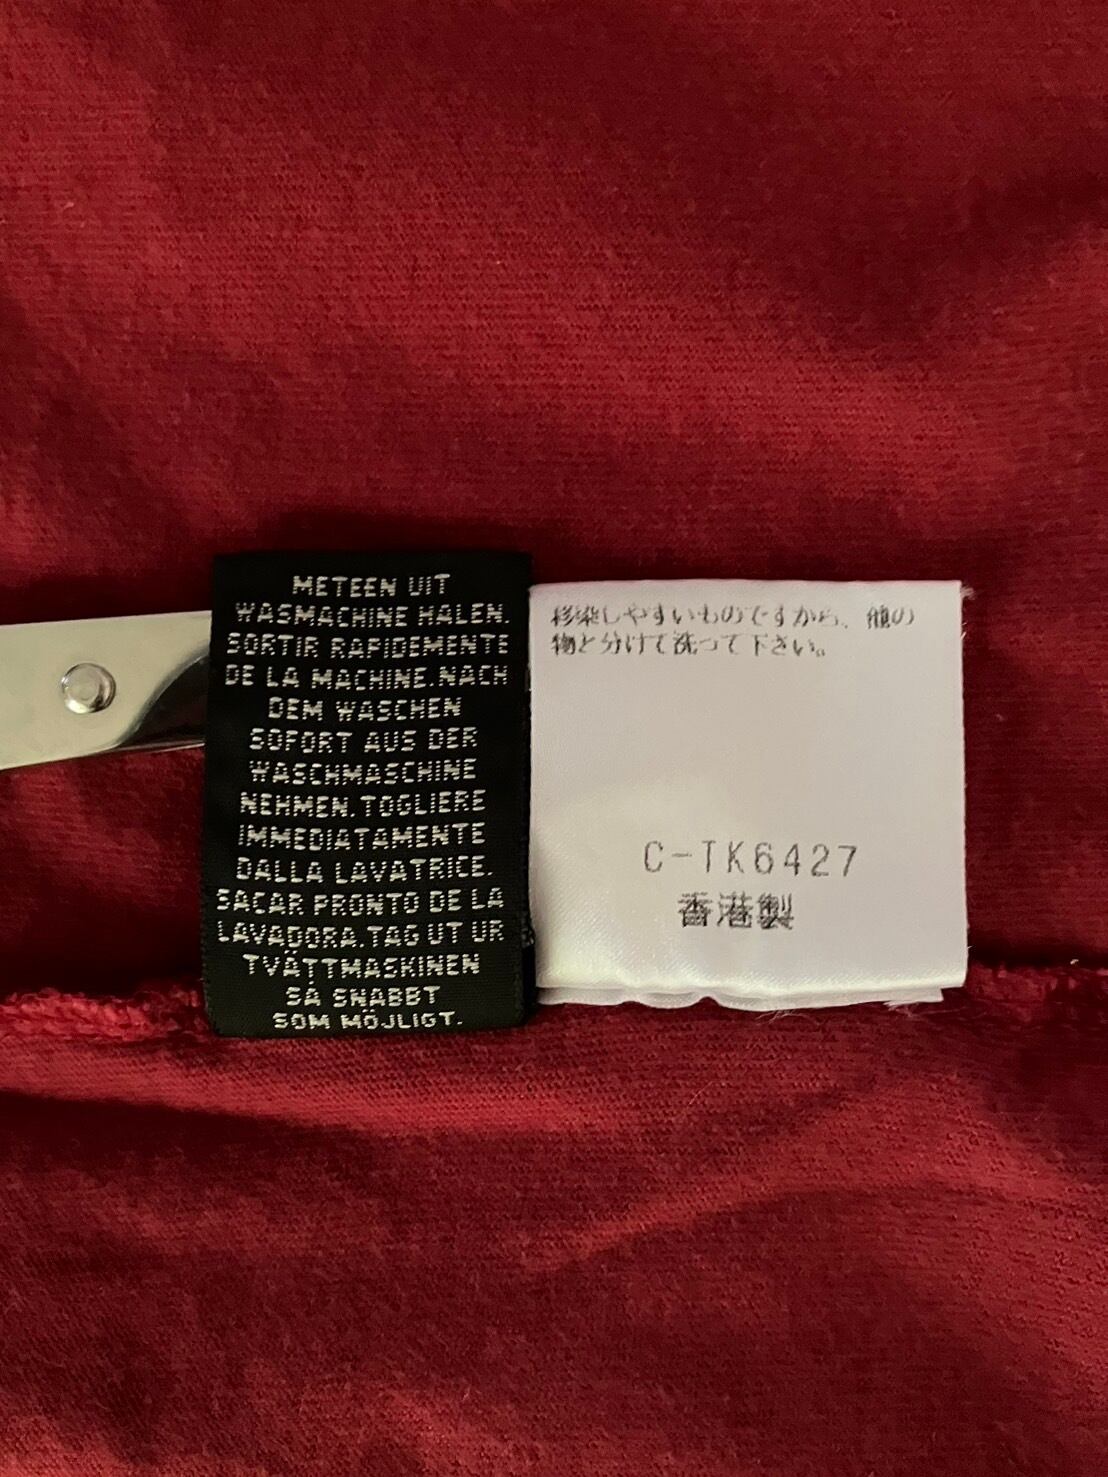 METEEN UIT
WASMACHINE HALEN.
SORTIR RAPIDEMENTE
DE LA MACHINE.NACH
DEM WASCHEN
SOFORT AUS DER
WASCHMASCHINE
NEHMEN.TOGLIERE
IMMEDIATAMENTE
DALLA LAVATRICE.
SACAR PRONTO DE LA
LAVADORA.TAG UT UR
TVÄTTMASKINEN
SÅ SNABBT
SOM MÖJLIGT.
移染しやすいものですから、他の
物と分けて洗って下さい。
C-TK6427
香港製